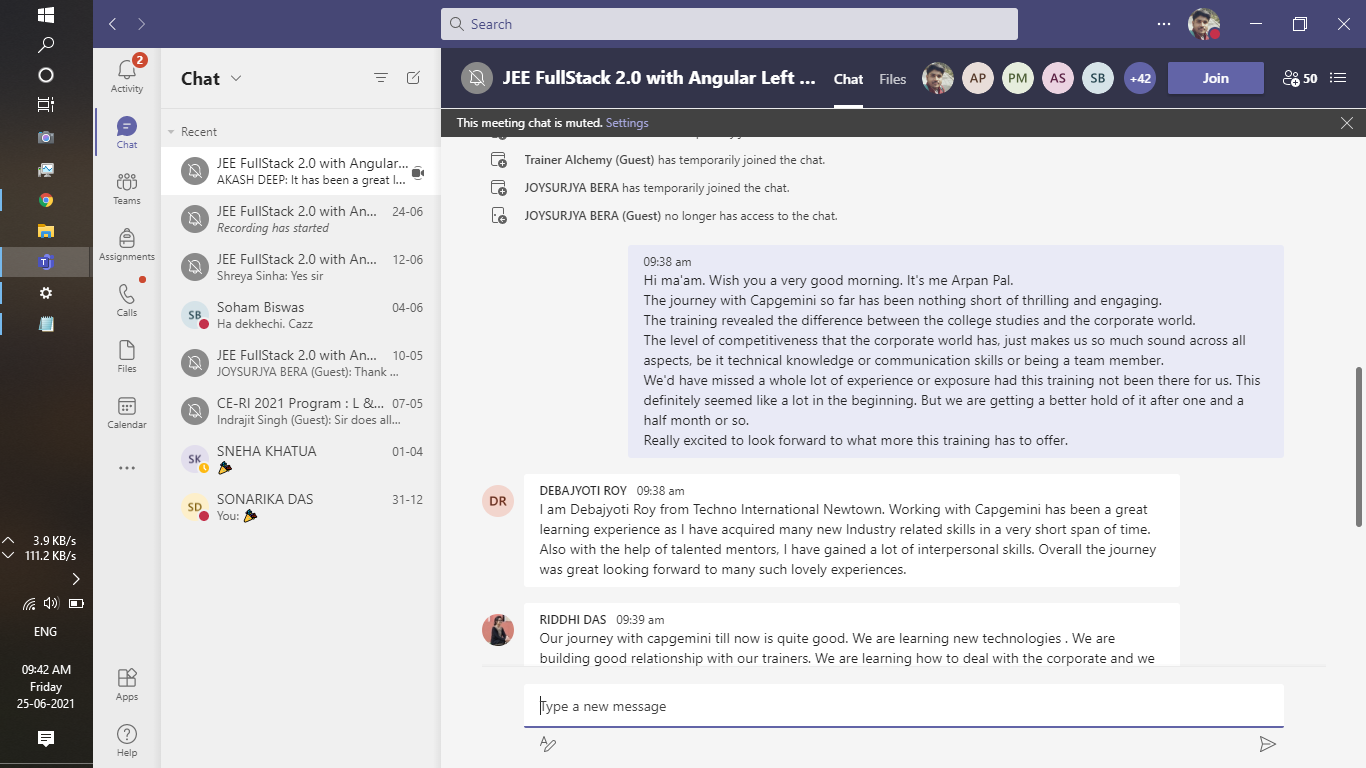 Search
JEE FullStack 2.0 with Angular Left ...
Chat
Files
AP
PM
AS
SB
+42
Join
50
This meeting chat is muted. Settings
2
Activity
Chat
Teams
Assignments
Calls
Files
Calendar
Apps
Help
3.9 KB/s
111.2 KB/s
ENG
09:42 AM
Friday
25-06-2021
Chat
Recent
JEE FullStack 2.0 with Angular...
AKASH DEEP: It has been a great l...
JEE FullStack 2.0 with An... 24-06
Recording has started
JEE FullStack 2.0 with An... 12-06
Shreya Sinha: Yes sir
SB
Soham Biswas 04-06
Ha dekhechi. Cazz
JEE FullStack 2.0 with An... 10-05
JOYSURJYA BERA (Guest): Thank ...
CE-RI 2021 Program : L &... 07-05
Indrajit Singh (Guest): Sir does all...
SK
SNEHA KHATUA 01-04
SD
SONARIKA DAS 31-12
You:
Trainer Alchemy (Guest) has temporarily joined the chat.
JOYSURJYA BERA has temporarily joined the chat.
JOYSURJYA BERA (Guest) no longer has access to the chat.
09:38 am
Hi ma'am. Wish you a very good morning. It's me Arpan Pal.
The journey with Capgemini so far has been nothing short of thrilling and engaging.
The training revealed the difference between the college studies and the corporate world.
The level of competitiveness that the corporate world has, just makes us so much sound across all
aspects, be it technical knowledge or communication skills or being a team member.
We'd have missed a whole lot of experience or exposure had this training not been there for us. This
definitely seemed like a lot in the beginning. But we are getting a better hold of it after one and a
half month or so.
Really excited to look forward to what more this training has to offer.
DR
DEBAJYOTI ROY 09:38 am
I am Debajyoti Roy from Techno International Newtown. Working with Capgemini has been a great
learning experience as I have acquired many new Industry related skills in a very short span of time.
Also with the help of talented mentors, I have gained a lot of interpersonal skills. Overall the journey
was great looking forward to many such lovely experiences.
RIDDHI DAS 09:39 am
Our journey with capgemini till now is quite good. We are learning new technologies . We are
building good relationship with our trainers. We are learning how to deal with the corporate and we
Type a new message